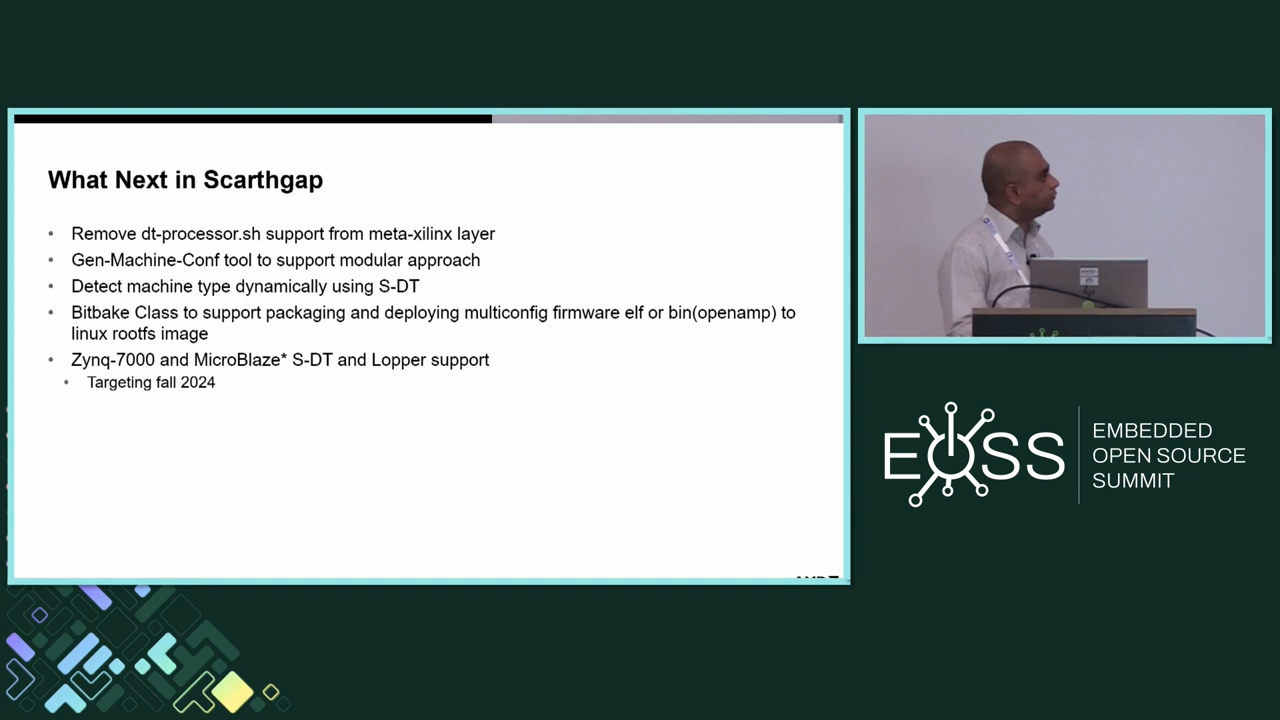 What Next in Scarthgap
• Remove dt-processor.sh support from meta-xilinx layer
• Gen-Machine-Conf tool to support modular approach
• Detect machine type dynamically using S-DT
• Bitbake Class to support packaging and deploying multiconfig firmware elf or bin(openamp) to
linux rootfs image
• Zynq-7000 and MicroBlaze* S-DT and Lopper support
• Targeting fall 2024
EOSS
EMBEDDED
OPEN SOURCE
SUMMIT